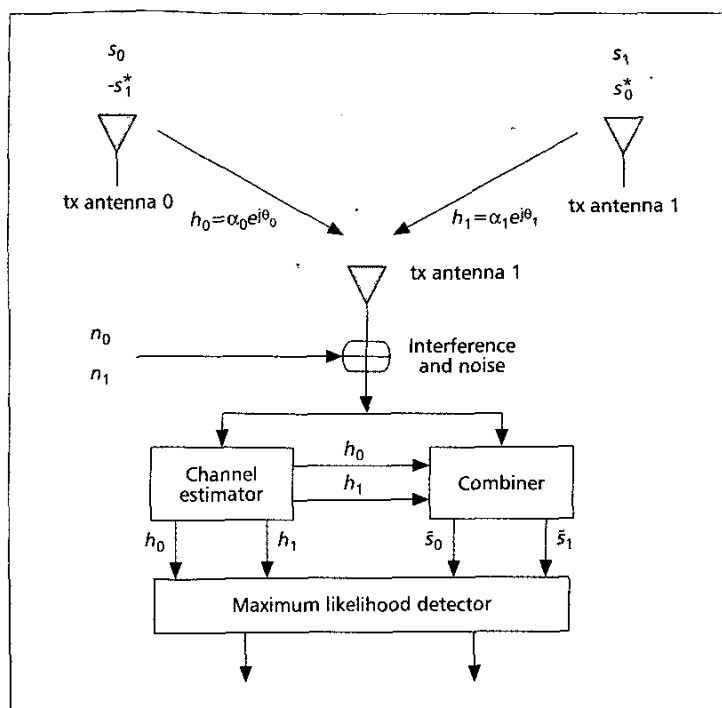 s₀
-s₁*
s₁
s₀*
tx antenna 0
tx antenna 1
h₀=α₀eʲθ₀
h₁=α₁eʲθ₁
tx antenna 1
n₀
n₁
Interference
and noise
Channel
estimator
h₀
h₁
Combiner
h₀
h₁
s̃₀
s̃₁
Maximum likelihood detector